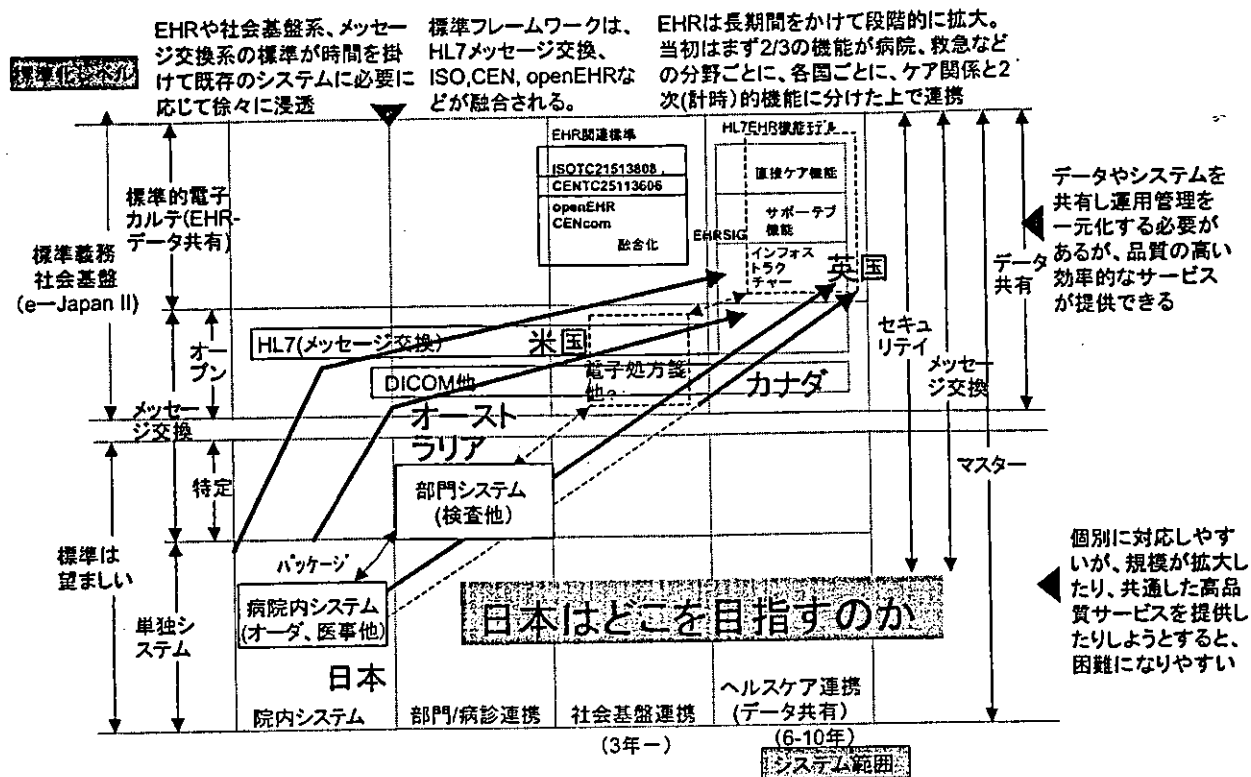 標準化レベル
EHRや社会基盤系、メッセー
ジ交換系の標準が時間を掛
けて既存のシステムに必要に
応じて徐々に浸透
標準フレームワークは、
HL7メッセージ交換、
ISO,CEN, openEHRな
どが融合される。
EHRは長期間をかけて段階的に拡大。
当初はまず2/3の機能が病院、救急など
の分野ごとに、各国ごとに、ケア関係と2
次(計時)的機能に分けた上で連携
標準義務
社会基盤
(e―Japan II)
標準的電子
カルテ(EHR-
データ共有)
オー
プン
メッセー
ジ交換
特定
標準は
望ましい
単独シ
ステム
EHR関連標準
ISOTC21513808 .
CENTC25113606
openEHR
CENcom
融合化
HL7EHR機能モデル
直接ケア機能
サポーテブ
機能
EHRSIG
インフォス
トラク
チャー
英国
HL7(メッセージ交換)
米国
DICOM他
電子処方箋
他
カナダ
オースト
ラリア
部門システム
(検査他)
パッケージ
病院内システム
(オーダ、医事他)
日本
日本はどこを目指すのか
データ
共有
セキュ
リテイ
メッセー
ジ交換
マスター
データやシステムを
共有し運用管理を
一元化する必要が
あるが、品質の高い
効率的なサービス
が提供できる
個別に対応しやす
いが、規模が拡大し
たり、共通した高品
質サービスを提供し
たりしようとすると、
困難になりやすい
院内システム
部門/病診連携
社会基盤連携
ヘルスケア連携
(データ共有)
(3年ー)
(6-10年)
システム範囲